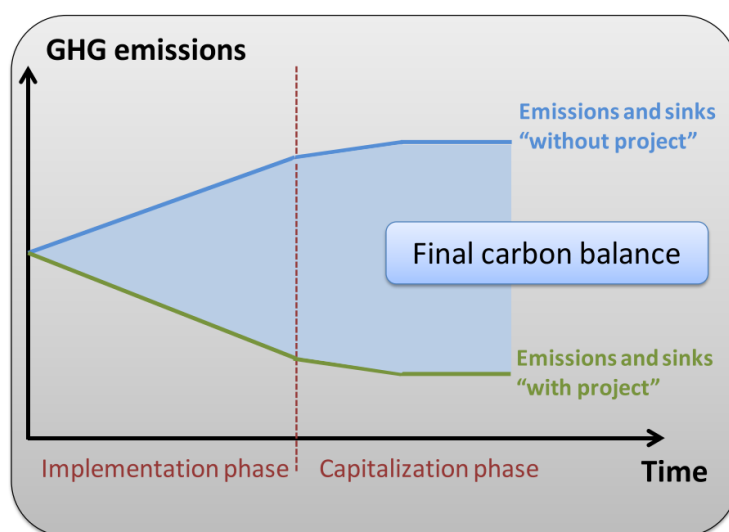 GHG emissions
Emissions and sinks
“without project”
Final carbon balance
Emissions and sinks
“with project”
Implementation phase
Capitalization phase
Time